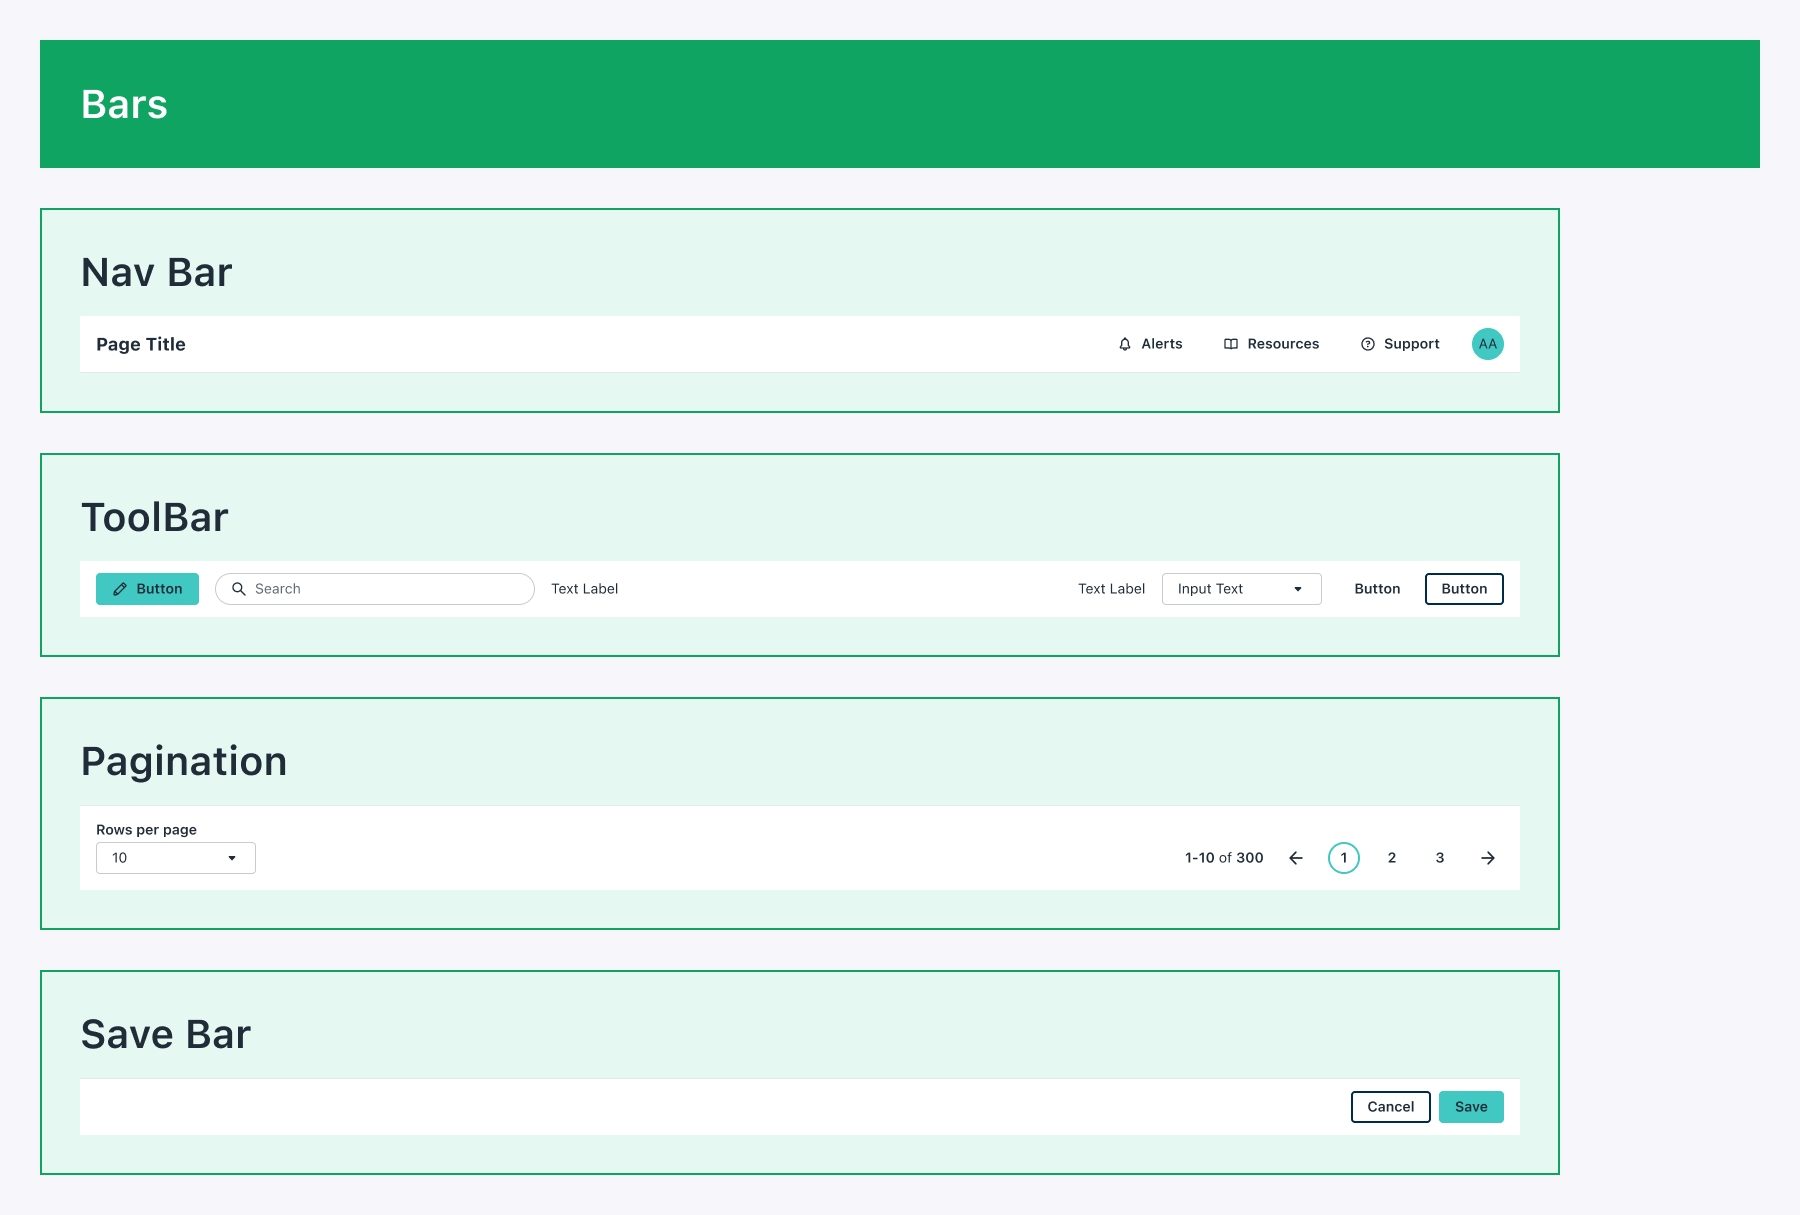 Bars
Nav Bar
Page Title Alerts Resources Support AA
ToolBar
Button Search Text Label Text Label Input Text Button Button
Pagination
Rows per page
10 1-10 of 300 1 2 3
Save Bar
Cancel Save